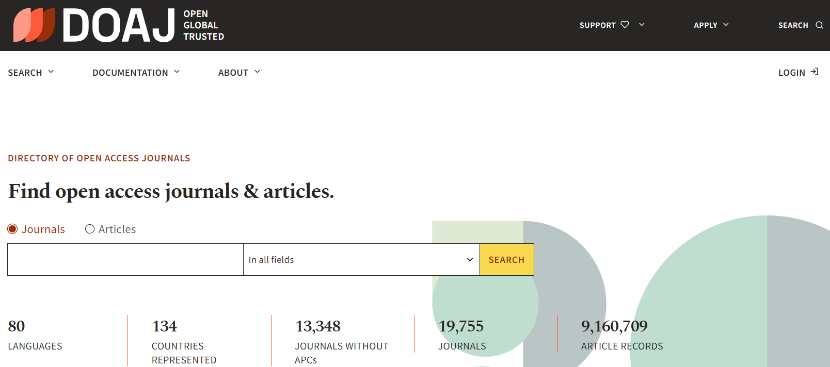 DOAJ
OPEN
GLOBAL
TRUSTED
SUPPORT
APPLY
SEARCH
SEARCH
DOCUMENTATION
ABOUT
LOGIN
DIRECTORY OF OPEN ACCESS JOURNALS
Find open access journals & articles.
Journals
Articles
In all fields
SEARCH
80
LANGUAGES
134
COUNTRIES
REPRESENTED
13,348
JOURNALS WITHOUT
APCs
19,755
JOURNALS
9,160,709
ARTICLE RECORDS